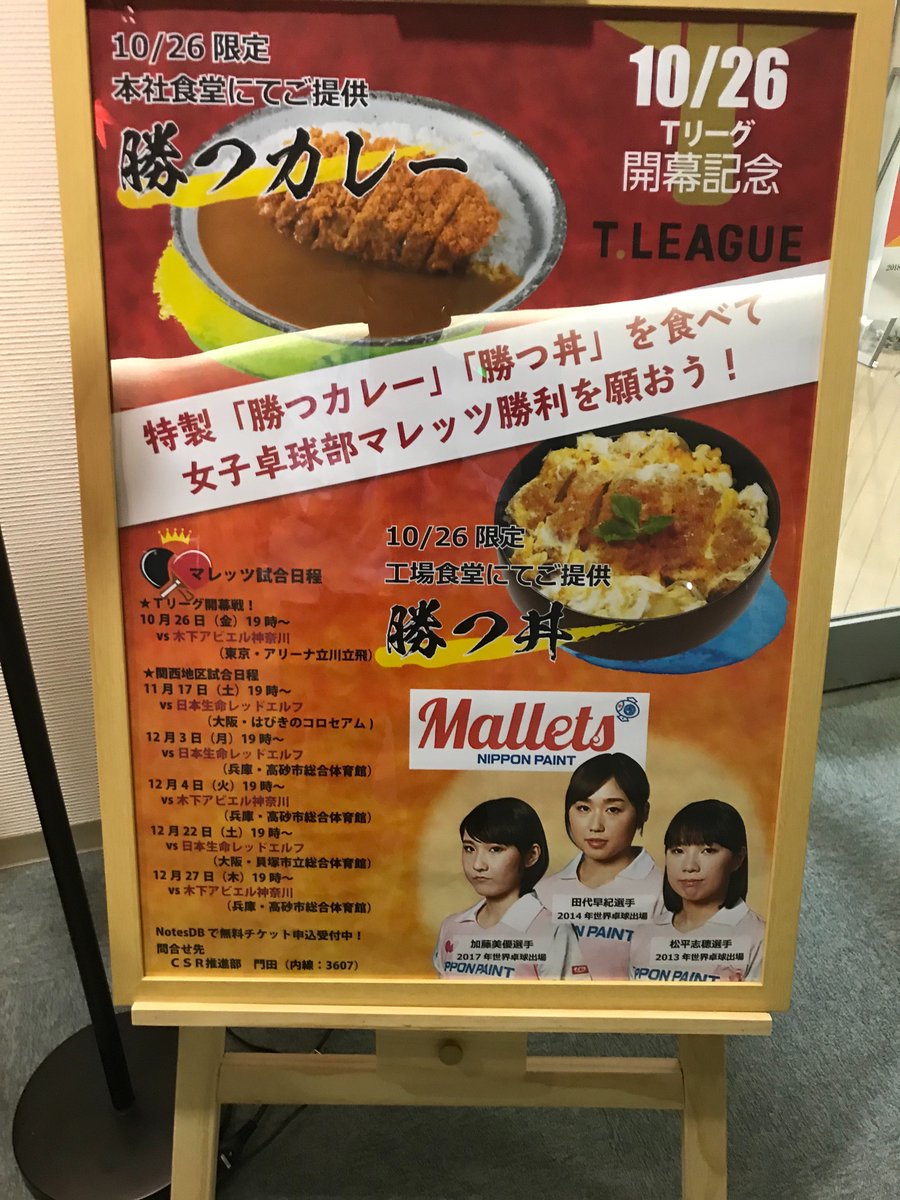 10/26 限定
本社食堂にてご提供
勝つカレー
10/26
Tリーグ
開幕記念
T.LEAGUE
特製「勝つカレー」「勝つ丼」を食べて
女子卓球部マレッツ勝利を願おう！
10/26 限定
工場食堂にてご提供
勝つ丼
マレッツ試合日程
★Tリーグ開幕戦！
10月26日（金）19時～
vs 木下アビエル神奈川
（東京・アリーナ立川立飛）
★関西地区試合日程
11月17日（土）19時～
vs 日本生命レッドエルフ
（大阪・はびきのコロセアム）
12月3日（月）19時～
vs 日本生命レッドエルフ
（兵庫・高砂市総合体育館）
12月4日（火）19時～
vs 木下アビエル神奈川
（兵庫・高砂市総合体育館）
12月22日（土）19時～
vs 日本生命レッドエルフ
（大阪・貝塚市立総合体育館）
12月27日（木）19時～
vs 木下アビエル神奈川
（兵庫・高砂市総合体育館）
NotesDBで無料チケット申込受付中！
問合せ先
CSR推進部 門田（内線：3607）
Mallets
NIPPON PAINT
田代早紀選手
2014年世界卓球出場
加藤美優選手
2017年世界卓球出場
松平志穂選手
2013年世界卓球出場
PPON PAINT
ON PAINT
PPON PAINT
2018